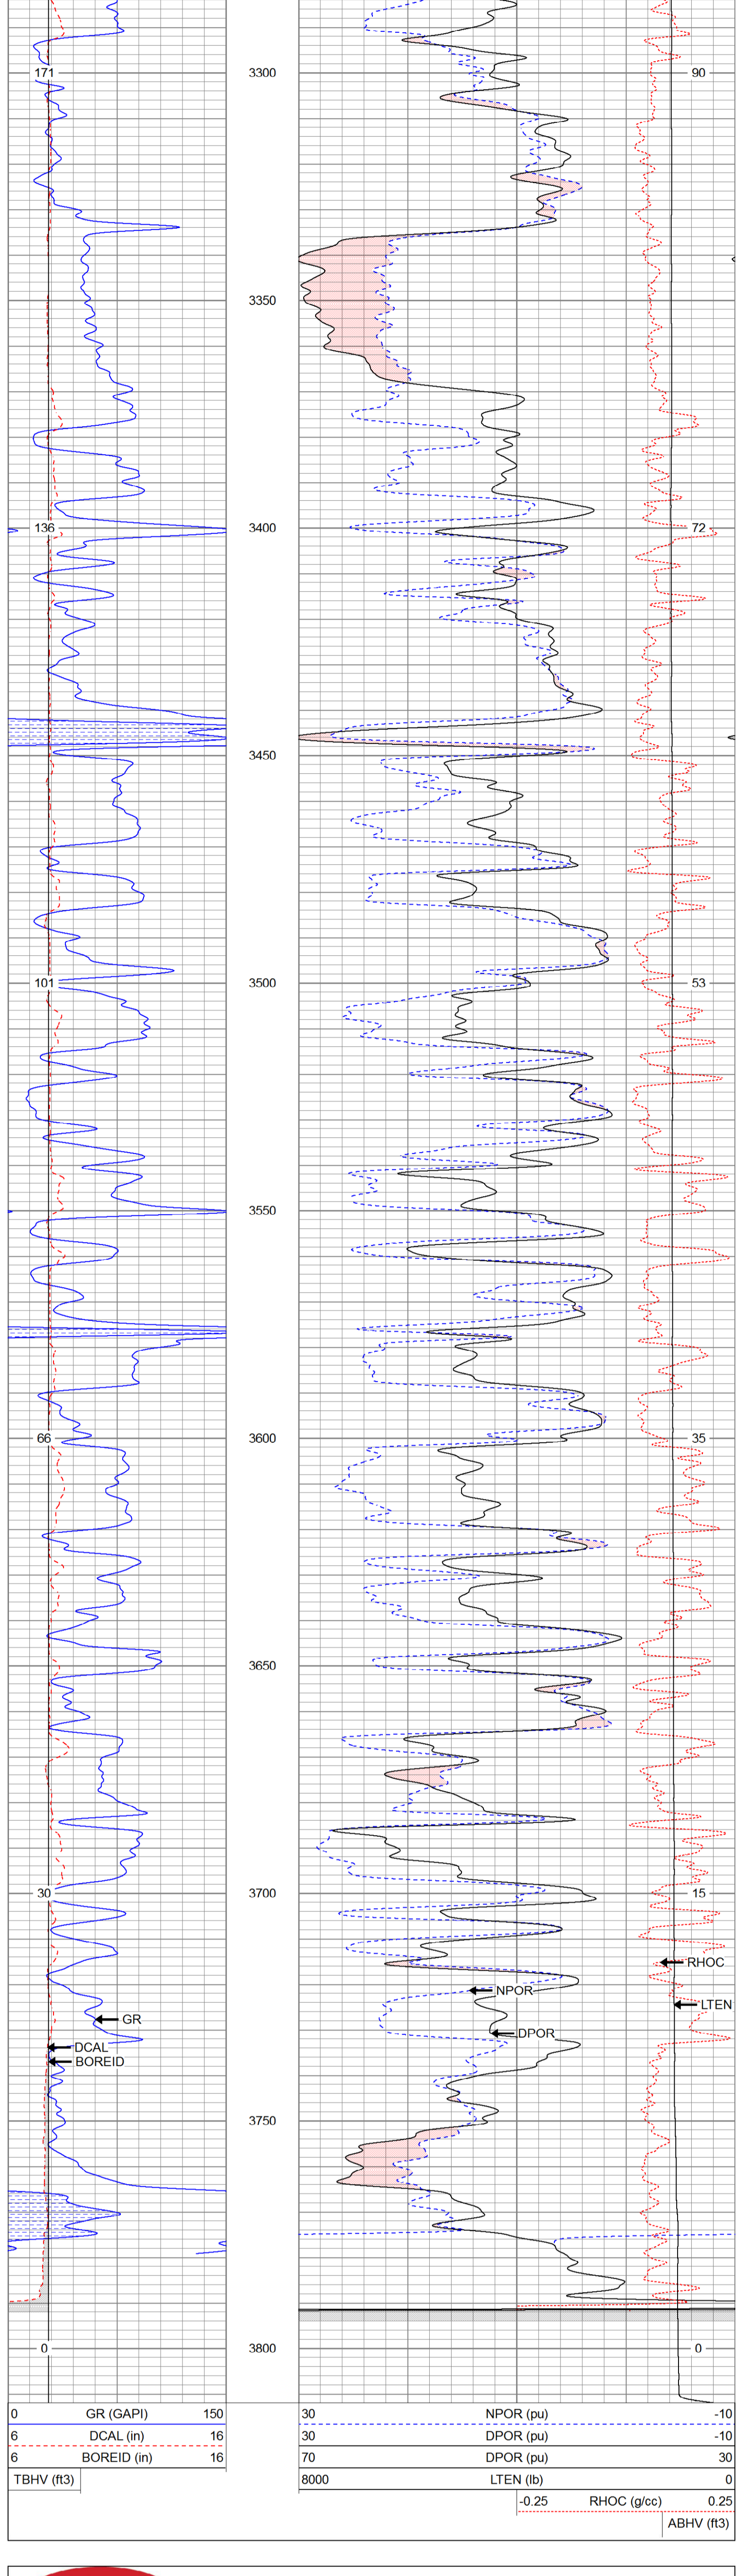 171 3300 90
3350
136 3400 72
3450
101 3500 53
3550
66 3600 35
3650
30 3700 15
RHOC
NPOR
LTEN
GR
DPOR
DCAL
BOREID
3750
0 3800 0
0 GR (GAPI) 150 30 NPOR (pu) -10
6 DCAL (in) 16 30 DPOR (pu) -10
6 BOREID (in) 16 70 DPOR (pu) 30
TBHV (ft3) 8000 LTEN (lb) 0
-0.25 RHOC (g/cc) 0.25
ABHV (ft3)